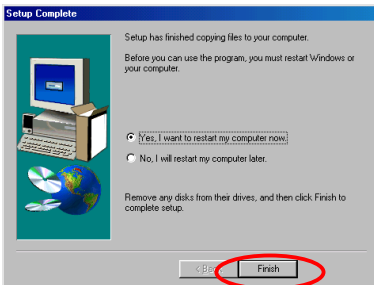 Setup Complete
Setup has finished copying files to your computer.
Before you can use the program, you must restart Windows or
your computer.
Yes, I want to restart my computer now.
No, I will restart my computer later.
Remove any disks from their drives, and then click Finish to
complete setup.
< Back
Finish